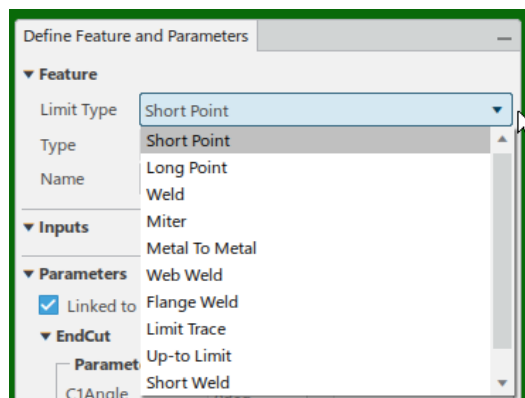 Define Feature and Parameters
Feature
Limit Type Short Point
Type Short Point
Long Point
Name Weld
Miter
Inputs
Metal To Metal
Parameters Web Weld
Linked to Flange Weld
Limit Trace
EndCut
Up-to Limit
Short Weld
C1Angle